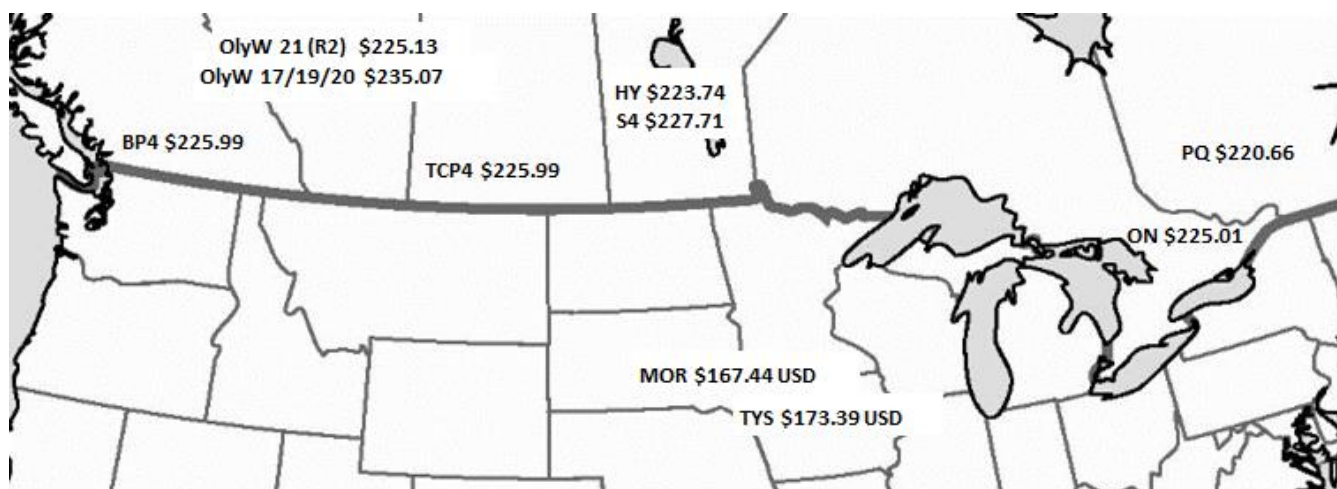 OlyW 21 (R2) $225.13
OlyW 17/19/20 $235.07
HY $223.74
S4 $227.71
BP4 $225.99
TCP4 $225.99
PQ $220.66
ON $225.01
MOR $167.44 USD
TYS $173.39 USD